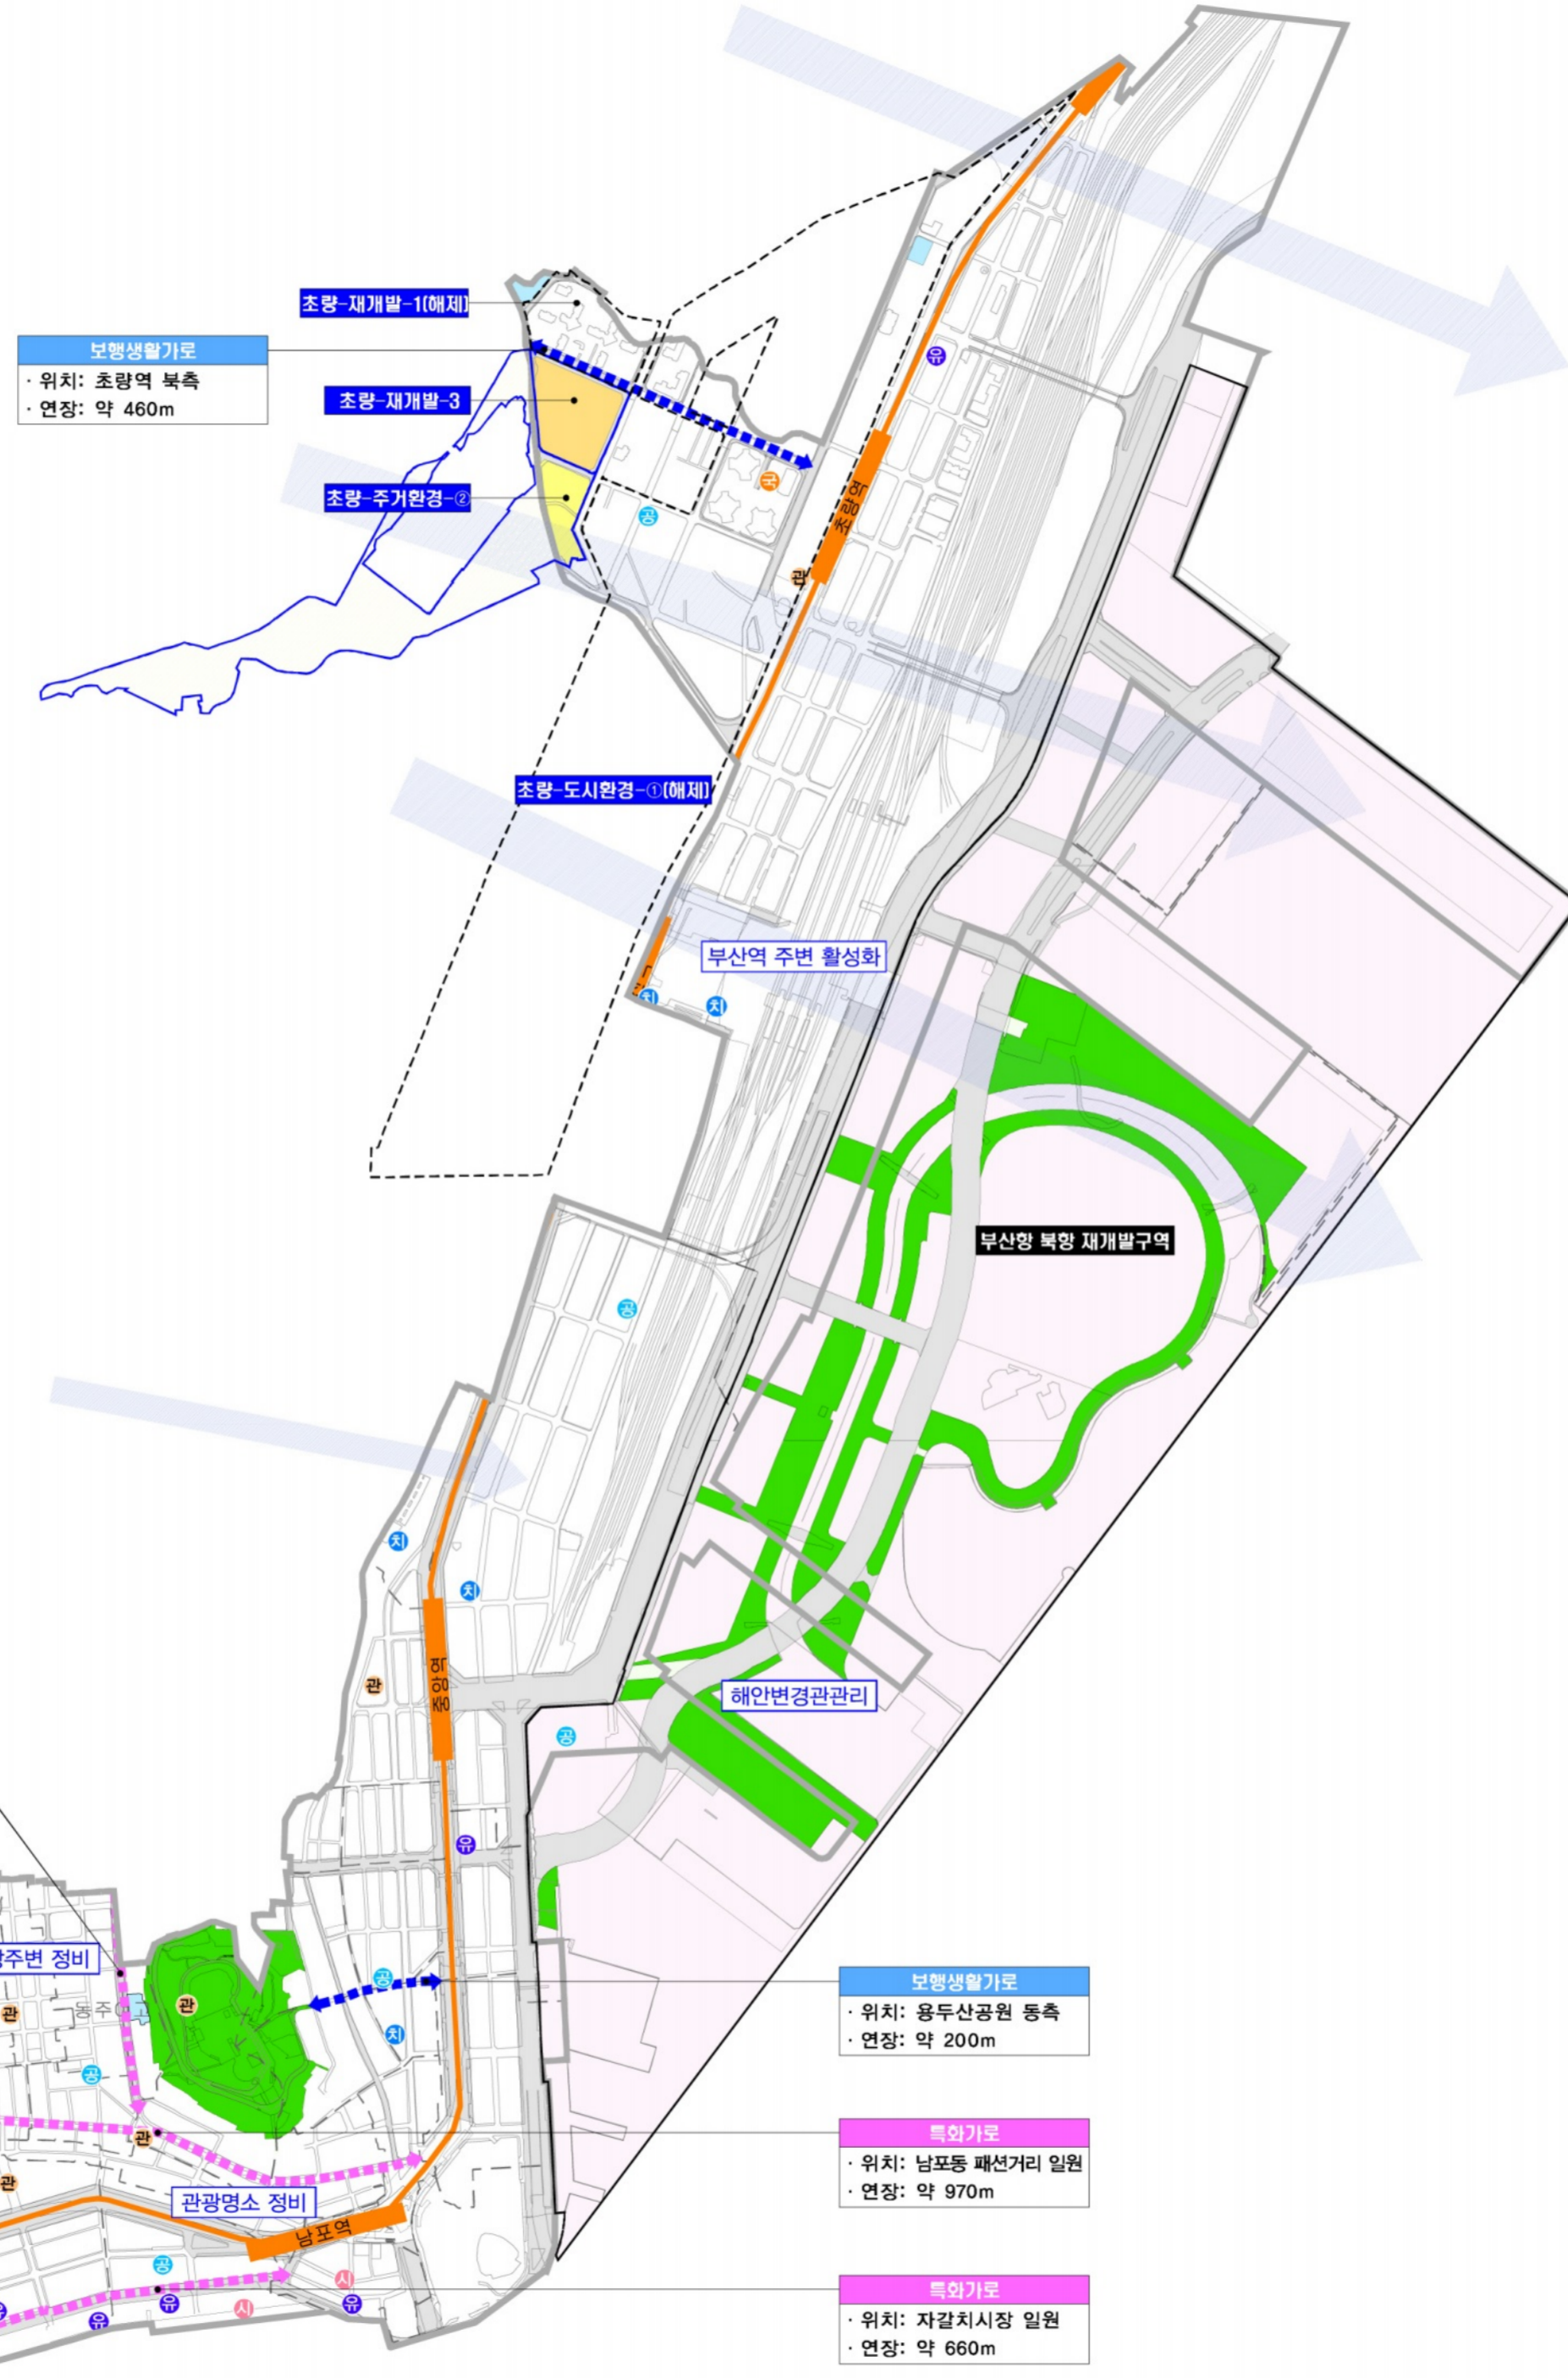 초량-재개발-1(해제)
보행생활가로
· 위치: 초량역 북측
· 연장: 약 460m
초량-재개발-3
초량-주거환경-②
유
국
공
초량역
관
초량-도시환경-①(해제)
부산역 주변 활성화
치
치
부산항 북항 재개발구역
공
치
치
관
중앙역
해안변경관관리
공
유
주변 정비
관
관
공
공
치
보행생활가로
· 위치: 용두산공원 동측
· 연장: 약 200m
관
관
특화가로
· 위치: 남포동 패션거리 일원
· 연장: 약 970m
관광명소 정비
남포역
공
시
유
시
유
유
특화가로
· 위치: 자갈치시장 일원
· 연장: 약 660m